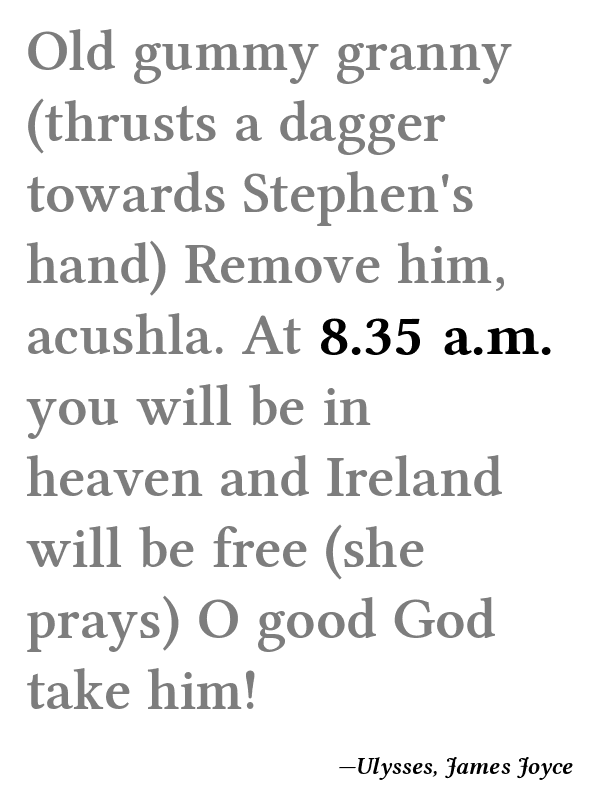 Old gummy granny
(thrusts a dagger
towards Stephen's
hand) Remove him,
acushla. At 8.35 a.m.
you will be in
heaven and Ireland
will be free (she
prays) O good God
take him!
—Ulysses, James Joyce